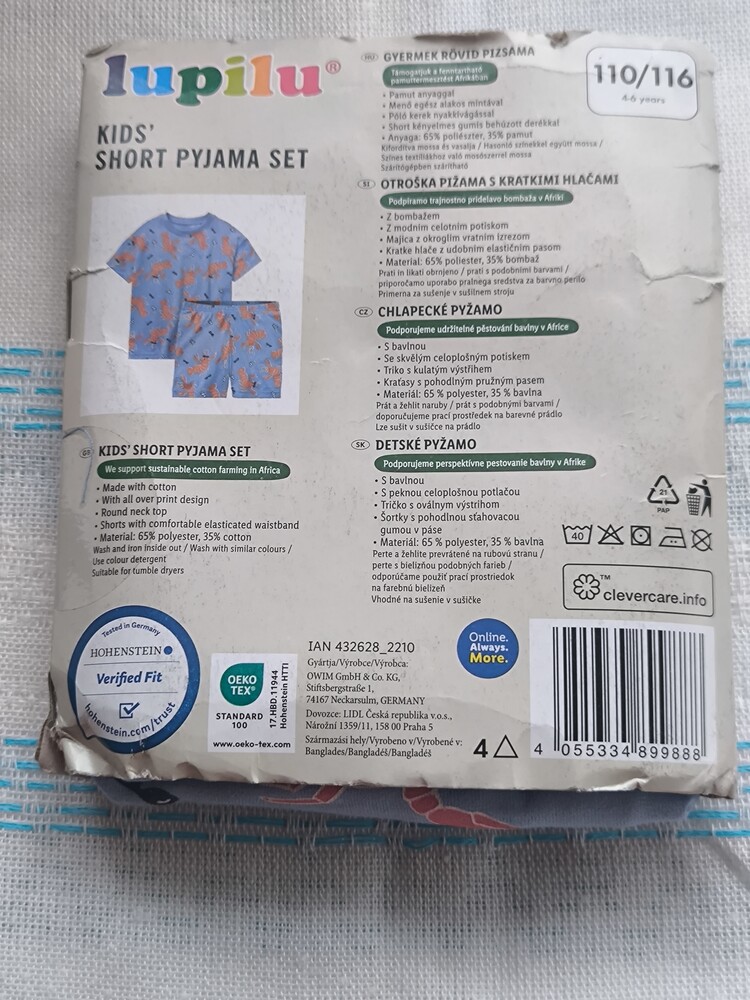 lupilu®
KIDS'
SHORT PYJAMA SET
110/116
4-6 years
HU GYERMEK RÖVID PIZSAMA
Támogatjuk a fenntartható
pamuttermesztést Afrikában
• Pamut anyaggal
• Menő egész alakos mintával
• Póló kerek nyakkivágással
• Short kényelmes gumis behúzott derékkal
• Anyaga: 65% poliészter, 35% pamut
Kifordítva mossa és vasalja / Hasonló színekkel együtt mossa /
Színes textíliákhoz való mosószerrel mossa
Szárítógépben szárítható
SI OTROŠKA PIŽAMA S KRATKIMI HLAČAMI
Podpiramo trajnostno pridelavo bombaža v Afriki
• Z bombažem
• Z modnim celotnim potiskom
• Majica z okroglim vratnim izrezom
• Kratke hlače z udobnim elastičnim pasom
• Material: 65% poliester, 35% bombaž
Prati in likati obrnjeno / prati s podobnimi barvami /
priporočamo uporabo pralnega sredstva za barvno perilo
Primerna za sušenje v sušilnem stroju
CZ CHLAPECKÉ PYŽAMO
Podporujeme udržitelné pěstování bavlny v Africe
• S bavlnou
• Se skvělým celoplošným potiskem
• Triko s kulatým výstřihem
• Kraťasy s pohodlným pružným pasem
• Materiál: 65 % polyester, 35 % bavlna
Prát a žehlit naruby / prát s podobnými barvami /
doporučujeme prací prostředek na barevné prádlo
Lze sušit v sušičce na prádlo
SK DETSKÉ PYŽAMO
Podporujeme perspektívne pestovanie bavlny v Afrike
• S bavlnou
• S peknou celoplošnou potlačou
• Tričko s oválnym výstrihom
• Šortky s pohodlnou sťahovacou
gumou v páse
• Materiál: 65 % polyester, 35 % bavlna
Perte a žehlite prevrátené na rubovú stranu /
perte s bielizňou podobných farieb /
odporúčame použiť prací prostriedok
na farebnú bielizeň
Vhodné na sušenie v sušičke
GB KIDS' SHORT PYJAMA SET
We support sustainable cotton farming in Africa
• Made with cotton
• With all over print design
• Round neck top
• Shorts with comfortable elasticated waistband
• Material: 65% polyester, 35% cotton
Wash and iron inside out / Wash with similar colours /
Use colour detergent
Suitable for tumble dryers
21
PAP
40
™
clevercare.info
Tested in Germany
HOHENSTEIN
Verified Fit
hohenstein.com/trust
OEKO
TEX®
STANDARD
100
17.HBD.11944
Hohenstein HTTI
www.oeko-tex.com
IAN 432628_2210
Gyártja/Výrobce/Výrobca:
OWIM GmbH & Co. KG,
Stiftsbergstraße 1,
74167 Neckarsulm, GERMANY
Dovozce: LIDL Česká republika v.o.s.,
Nárožní 1359/11, 158 00 Praha 5
Származási hely/Vyrobeno v/Vyrobené v:
Banglades/Bangladéš/Bangladéš
Online.
Always.
More.
4
4 055334 899888